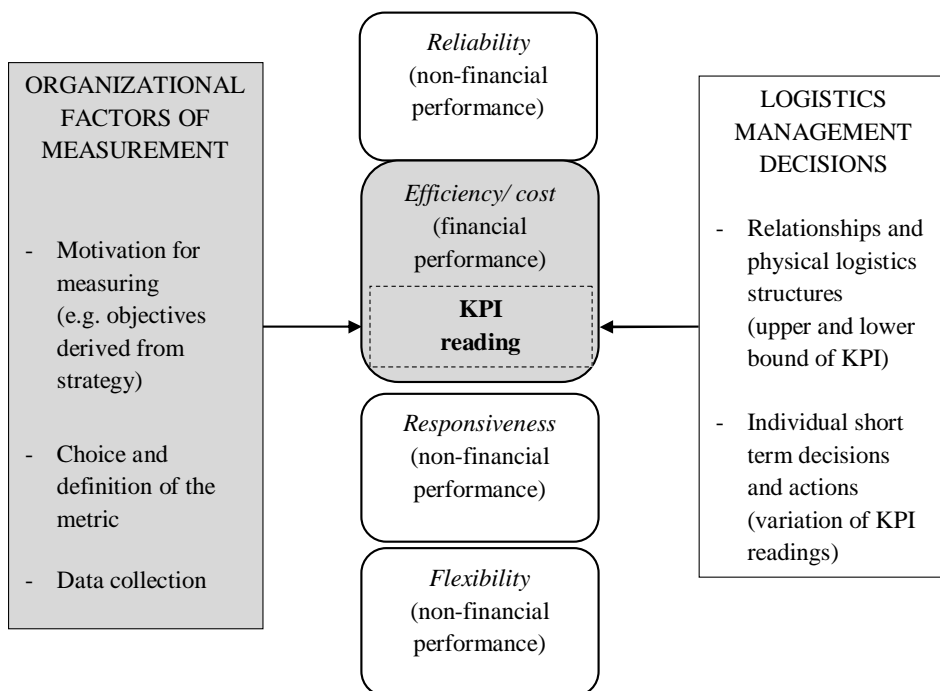 ORGANIZATIONAL
FACTORS OF
MEASUREMENT
- Motivation for
measuring
(e.g. objectives
derived from
strategy)
- Choice and
definition of the
metric
- Data collection
Reliability
(non-financial
performance)
Efficiency/ cost
(financial
performance)
KPI
reading
Responsiveness
(non-financial
performance)
Flexibility
(non-financial
performance)
LOGISTICS
MANAGEMENT
DECISIONS
- Relationships and
physical logistics
structures
(upper and lower
bound of KPI)
- Individual short
term decisions
and actions
(variation of KPI
readings)